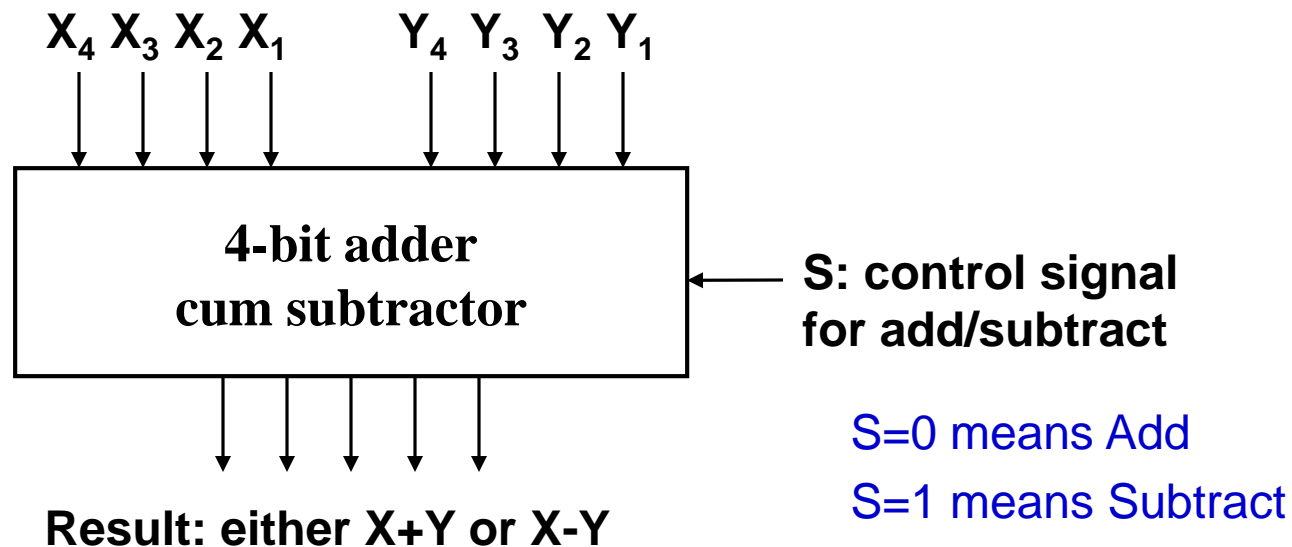 X₄ X₃ X₂ X₁ Y₄ Y₃ Y₂ Y₁
4-bit adder
cum subtractor
S: control signal
for add/subtract
S=0 means Add
S=1 means Subtract
Result: either X+Y or X-Y